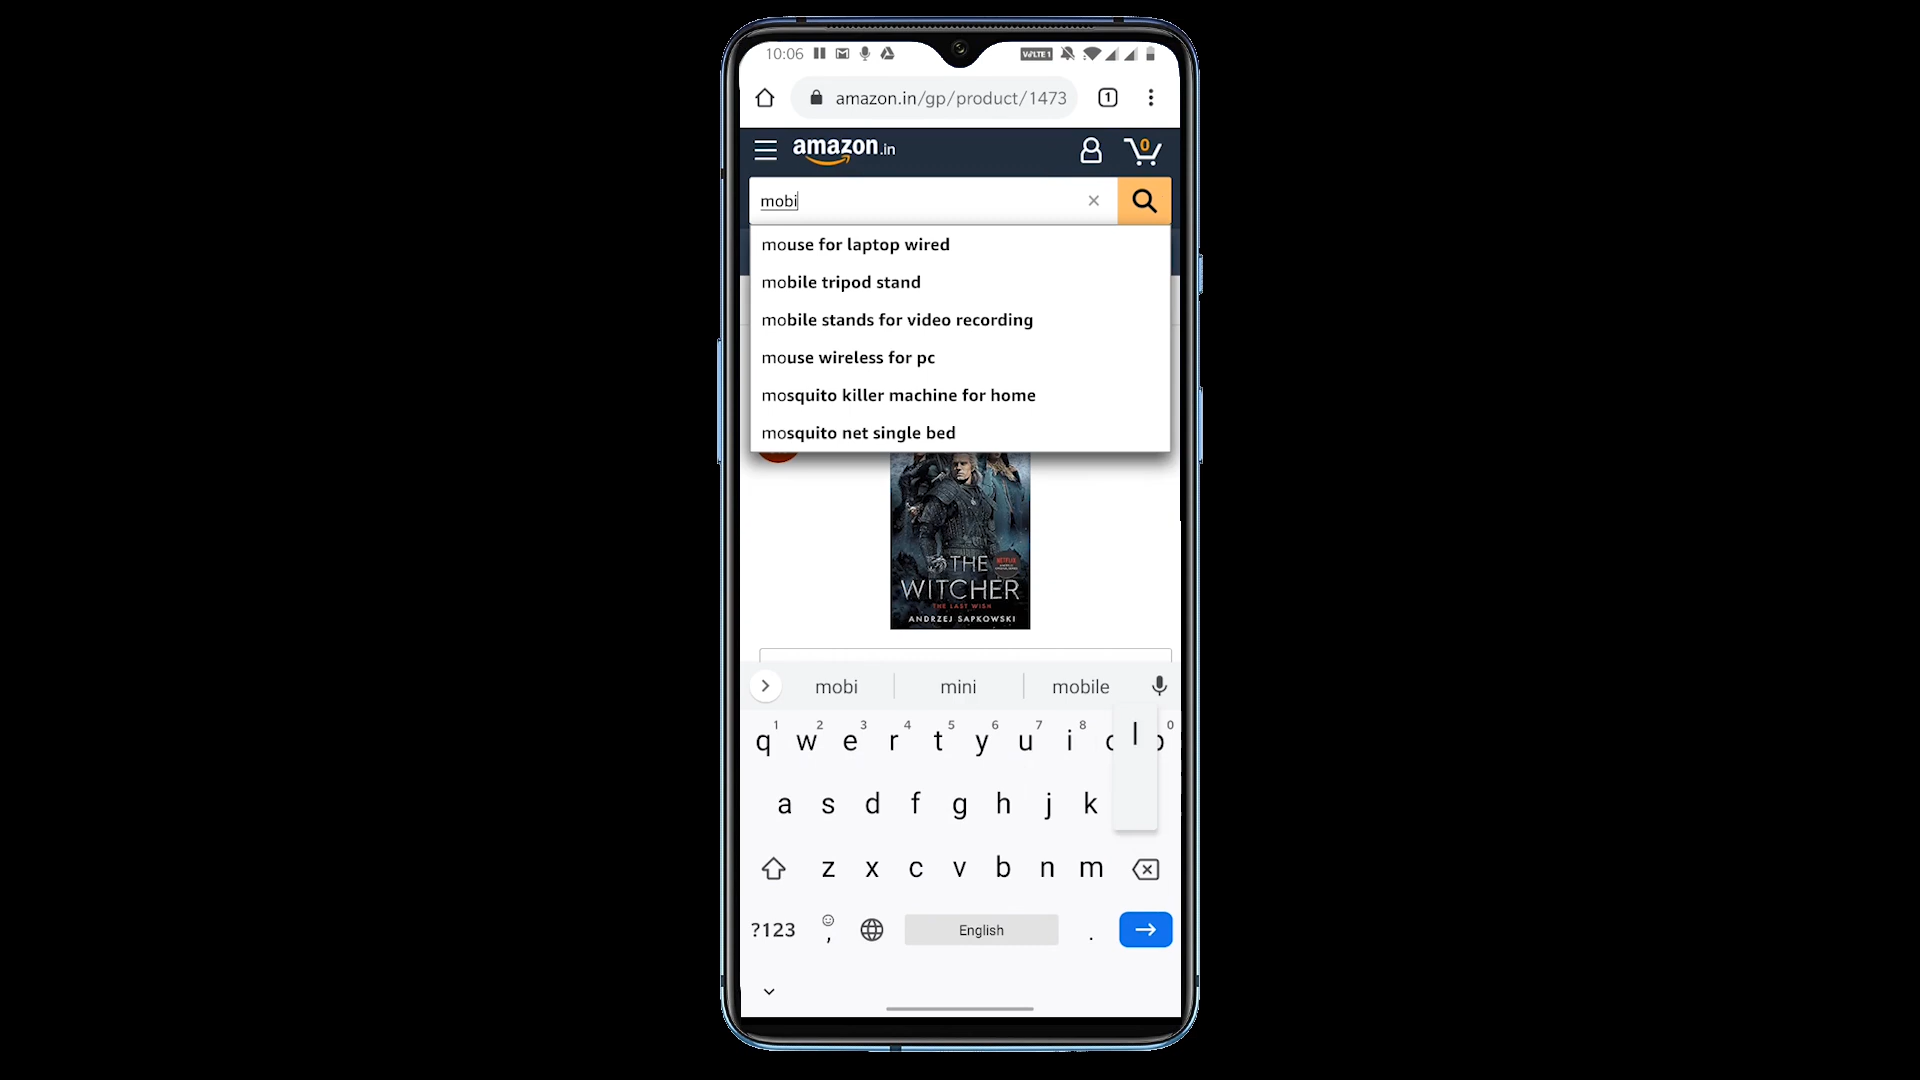 10:06
VoLTE 1
amazon.in/gp/product/1473
1
amazon.in
0
mobi
mouse for laptop wired
mobile tripod stand
mobile stands for video recording
mouse wireless for pc
mosquito killer machine for home
mosquito net single bed
THE
NETFLIX
WITCHER
THE LAST WISH
ANDRZEJ SAPKOWSKI
mobi mini mobile
1 2 3 4 5 6 7 8 0
q w e r t y u i l
a s d f g h j k
z x c v b n m
?123 , English .